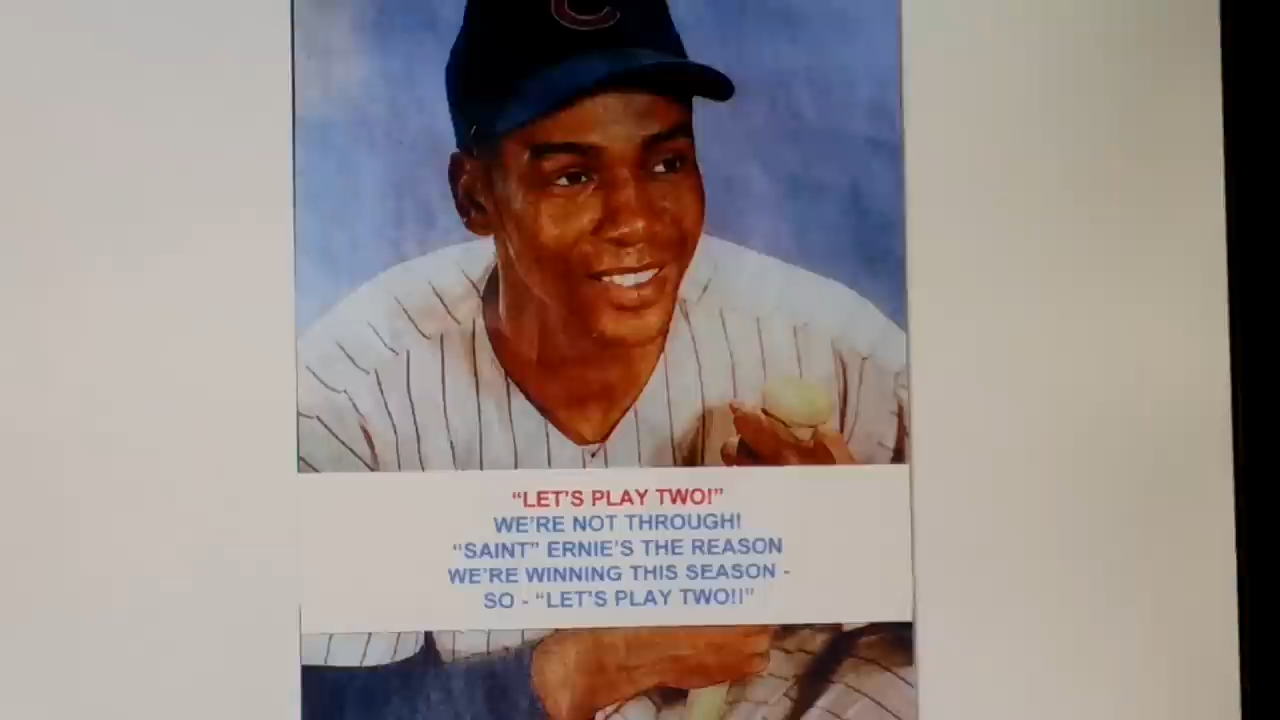 C
“LET’S PLAY TWO!”
WE’RE NOT THROUGH!
“SAINT” ERNIE’S THE REASON
WE’RE WINNING THIS SEASON -
SO - “LET’S PLAY TWO!!”